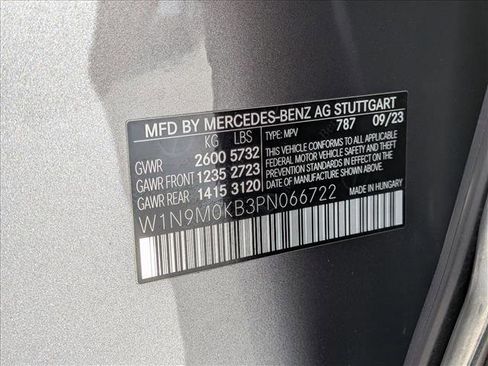 MFD BY MERCEDES-BENZ AG STUTTGART
KG LBS TYPE: MPV 787 09/23
GVWR 2600 5732
GAWR FRONT 1235 2723
GAWR REAR 1415 3120
THIS VEHICLE CONFORMS TO ALL APPLICABLE
FEDERAL MOTOR VEHICLE SAFETY AND THEFT
PREVENTION STANDARDS IN EFFECT ON THE
DATE OF MANUFACTURE SHOWN ABOVE.
W1N9M0KB3PN066722
MADE IN HUNGARY